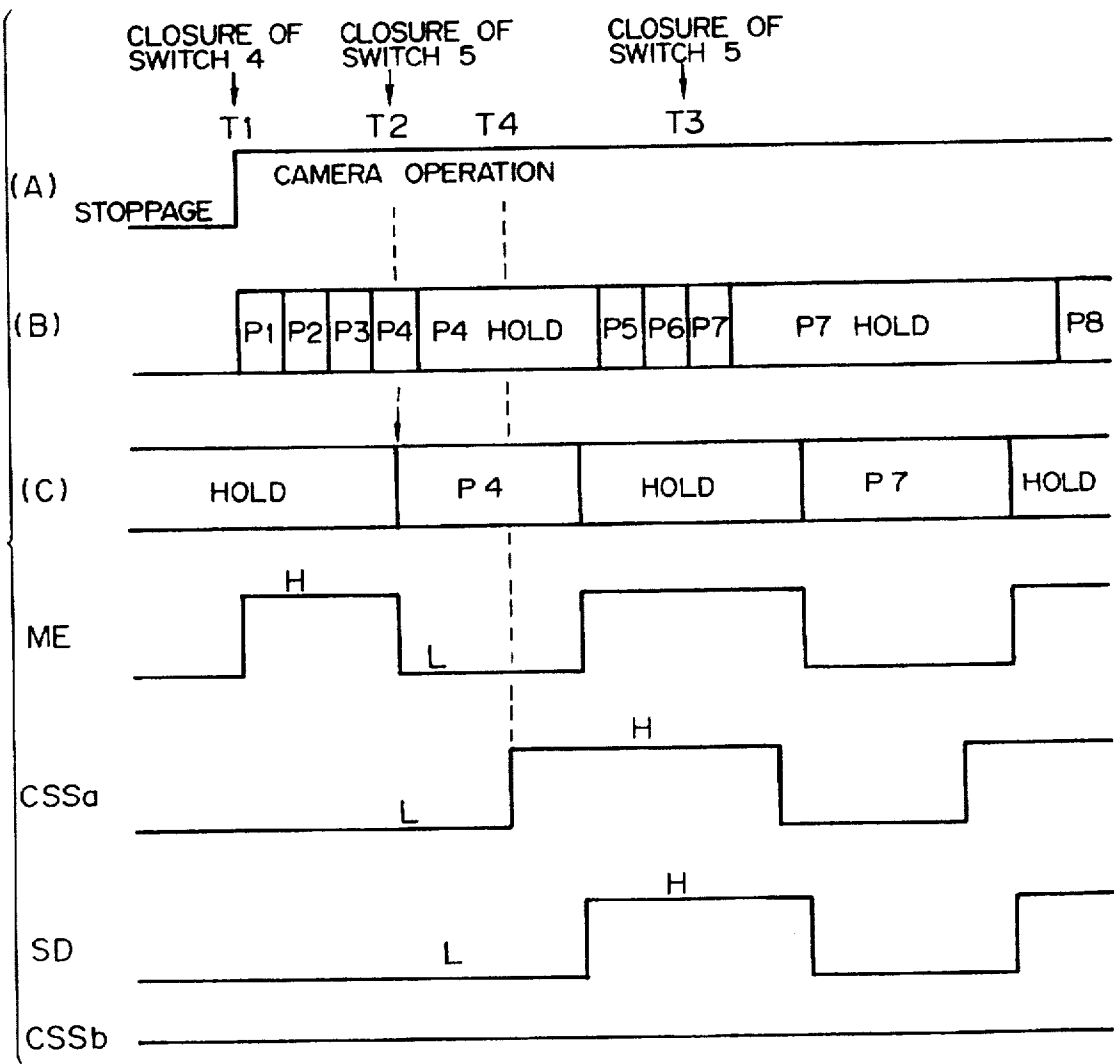 CLOSURE OF
SWITCH 4
CLOSURE OF
SWITCH 5
CLOSURE OF
SWITCH 5
T1
T2
T4
T3
(A)
CAMERA OPERATION
STOPPAGE
(B)
P1
P2
P3
P4
P4 HOLD
P5
P6
P7
P7 HOLD
P8
(C)
HOLD
P4
HOLD
P7
HOLD
ME
H
L
CSSa
L
H
SD
L
H
CSSb